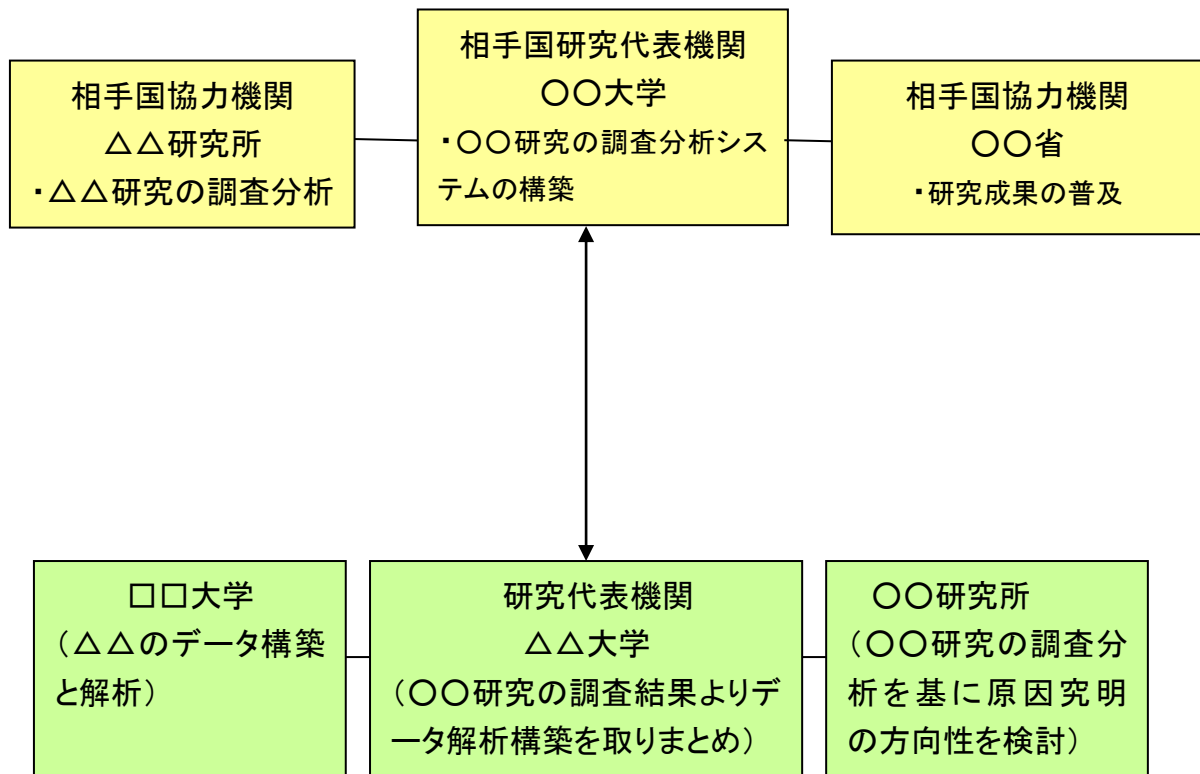 相手国協力機関
△△研究所
・△△研究の調査分析
相手国研究代表機関
〇〇大学
・〇〇研究の調査分析シス
テムの構築
相手国協力機関
〇〇省
・研究成果の普及
□□大学
（△△のデータ構築
と解析）
研究代表機関
△△大学
（〇〇研究の調査結果よりデ
ータ解析構築を取りまとめ）
〇〇研究所
（〇〇研究の調査分
析を基に原因究明
の方向性を検討）